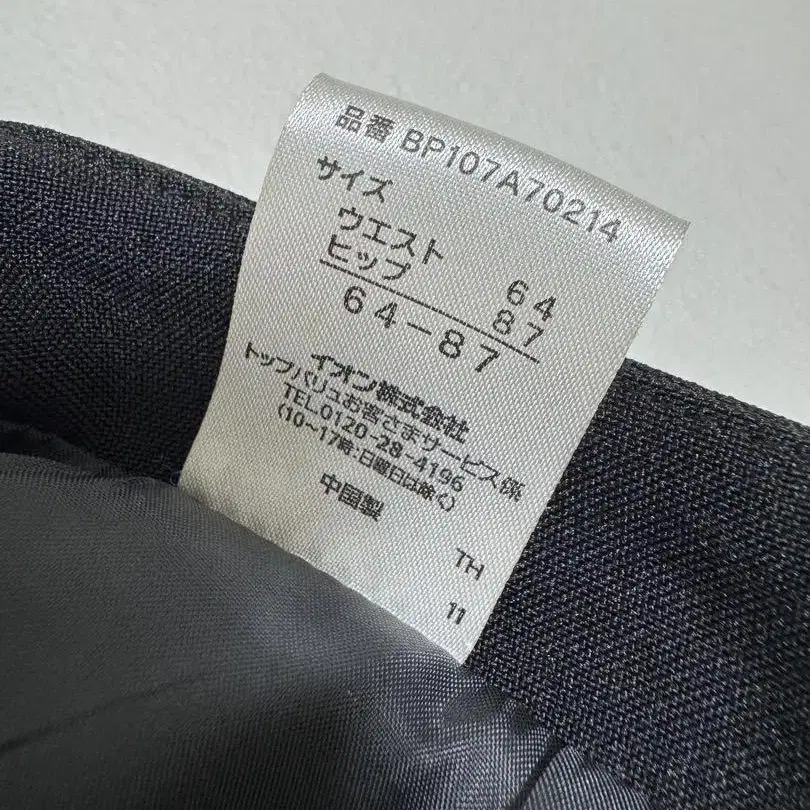 品番 BP107A70214
サイズ
ウエスト 64
ヒップ 87
64-87
イオン株式会社
トップバリュお客さまサービス係
TEL.0120-28-4196
(10〜17時:日曜日は除く)
中国製
TH
11